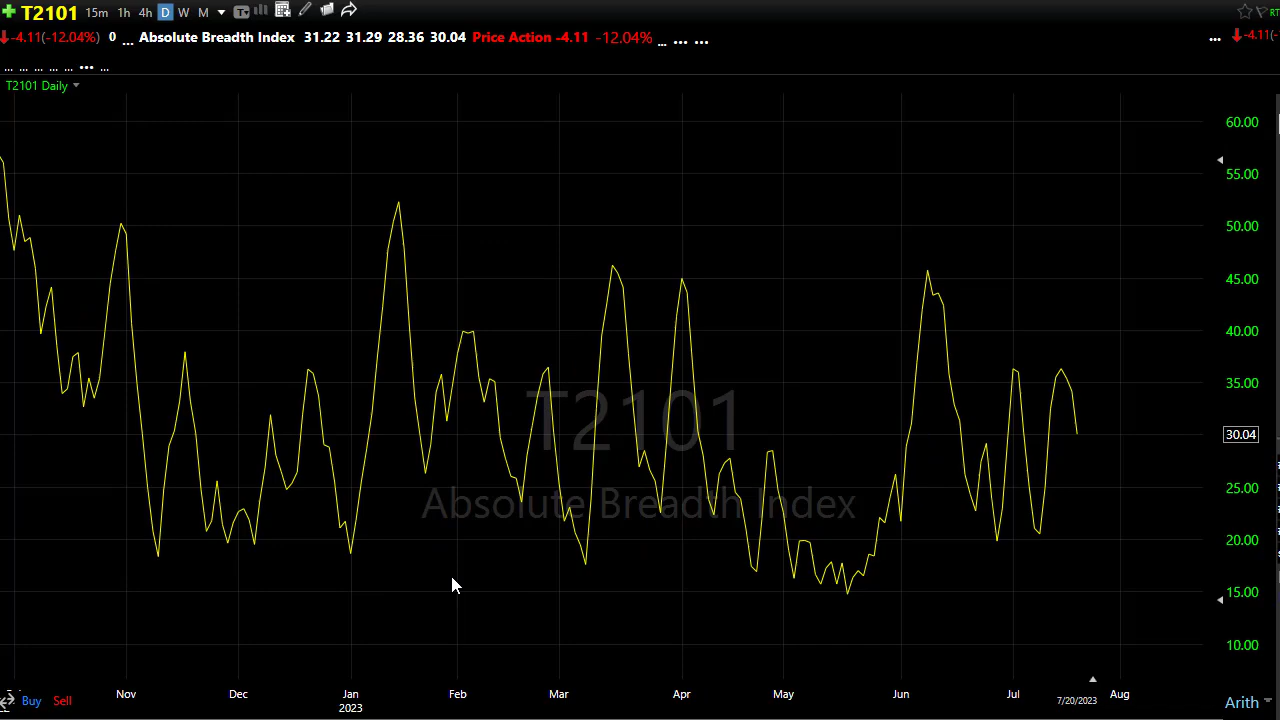 T2101 15m 1h 4h D W M T RT
-4.11(-12.04%) 0 ... Absolute Breadth Index 31.22 31.29 28.36 30.04 Price Action -4.11 -12.04% ... ... ... ... -4.11(-
... ... ... ... ... ... ...
T2101 Daily
60.00
55.00
50.00
45.00
40.00
35.00
30.04
25.00
20.00
15.00
10.00
T2101
Absolute Breadth Index
Nov Dec Jan Feb Mar Apr May Jun Jul Aug
2023 7/20/2023
Buy Sell Arith